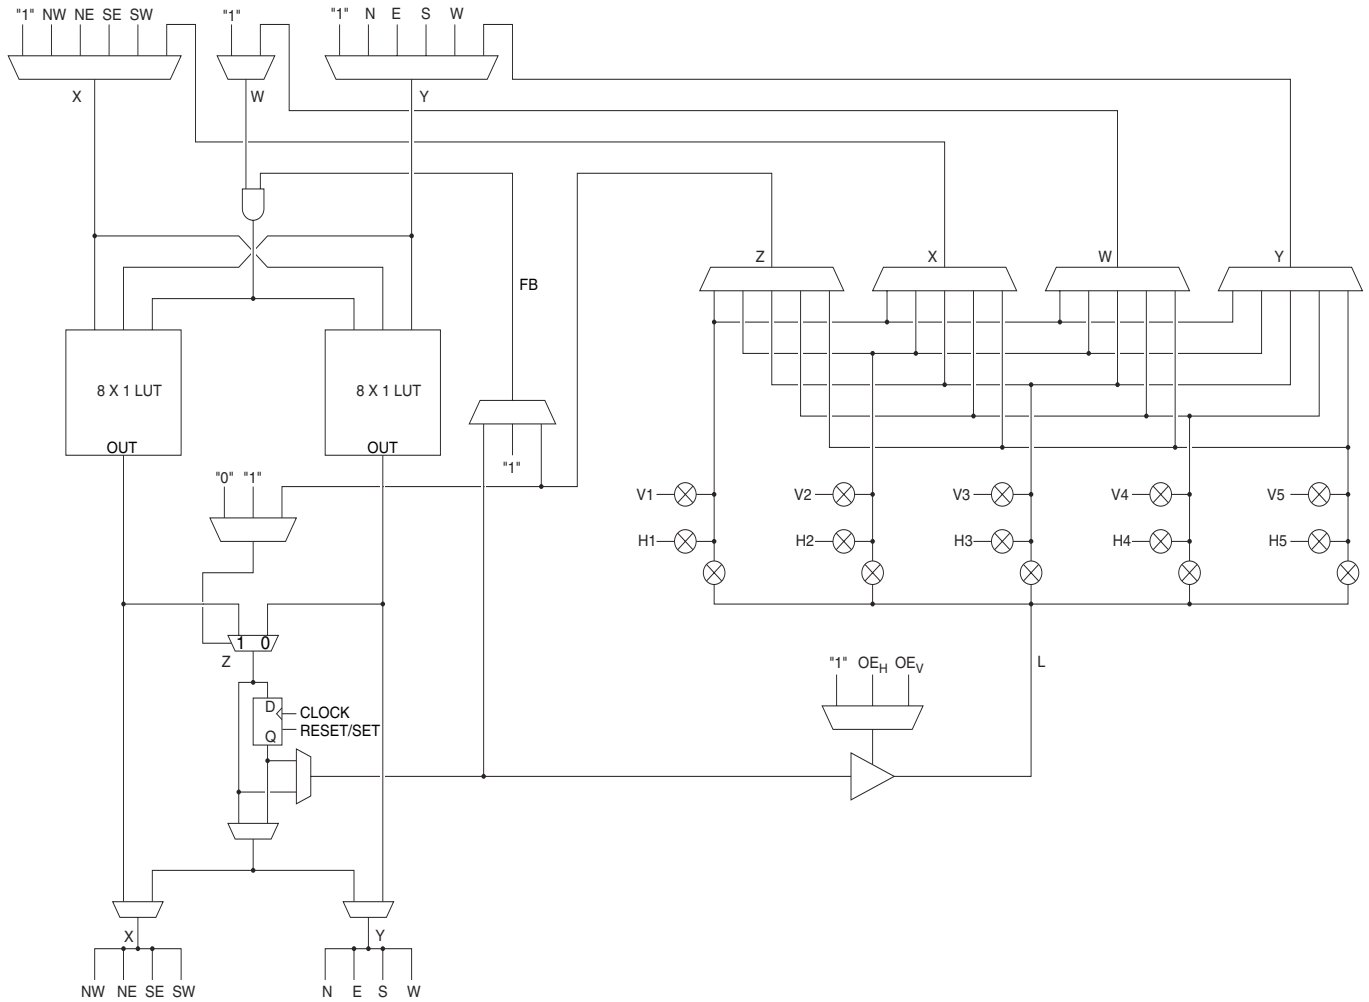 "1" NW NE SE SW "1" "1" N E S W
X W Y
Z X W Y
FB
8 X 1 LUT 8 X 1 LUT
OUT OUT
"1"
"0" "1"
V1 V2 V3 V4 V5
H1 H2 H3 H4 H5
1 0
Z
"1" OEH OEV
L
D
CLOCK
RESET/SET
Q
X Y
NW NE SE SW N E S W